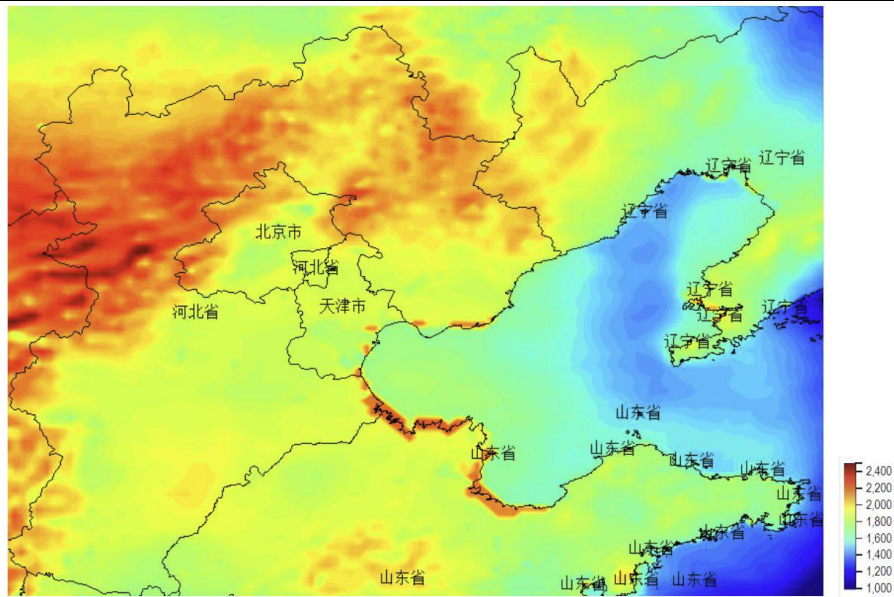 辽宁省
辽宁省
辽宁省
北京市
河北省
辽宁省
天津市
河北省
辽宁省
辽宁省
辽宁省
山东省
山东省
山东省
山东省
山东省
山东省
山东省
山东省
山东省
山东省
山东省
山东省
山东省
2,400
2,200
2,000
1,800
1,600
1,400
1,200
1,000